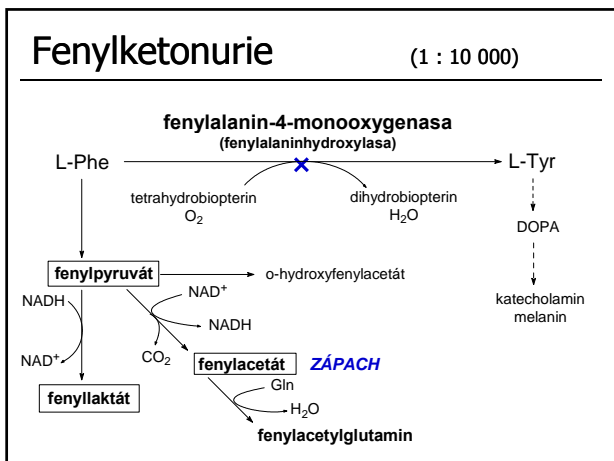 Fenylketonurie (1 : 10 000)
fenylalanin-4-monooxygenasa
(fenylalaninhydroxylasa)
L-Phe L-Tyr
tetrahydrobiopterin dihydrobiopterin
O₂ H₂O
DOPA
fenylpyruvát o-hydroxyfenylacetát
katecholamin
melanin
NADH NAD⁺
NADH
NAD⁺ CO₂
fenylacetát ZÁPACH
fenyllaktát Gln
H₂O
fenylacetylglutamin